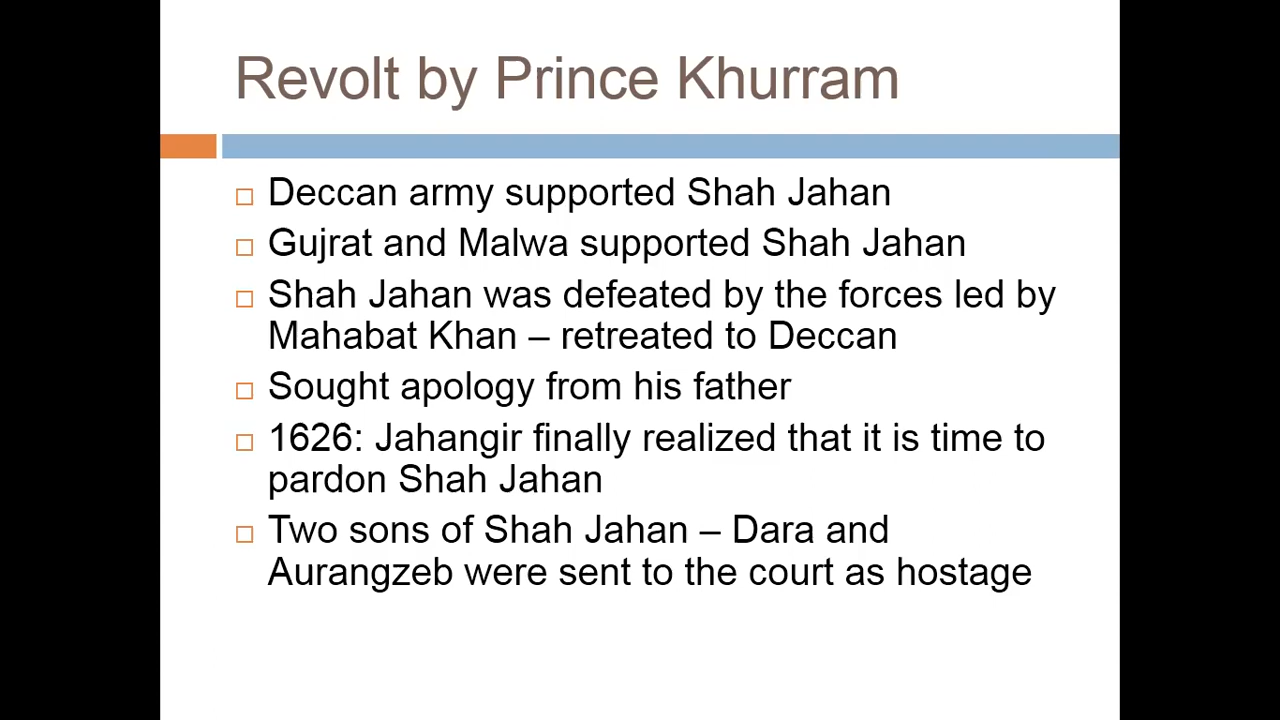 Revolt by Prince Khurram
Deccan army supported Shah Jahan
Gujrat and Malwa supported Shah Jahan
Shah Jahan was defeated by the forces led by
Mahabat Khan – retreated to Deccan
Sought apology from his father
1626: Jahangir finally realized that it is time to
pardon Shah Jahan
Two sons of Shah Jahan – Dara and
Aurangzeb were sent to the court as hostage